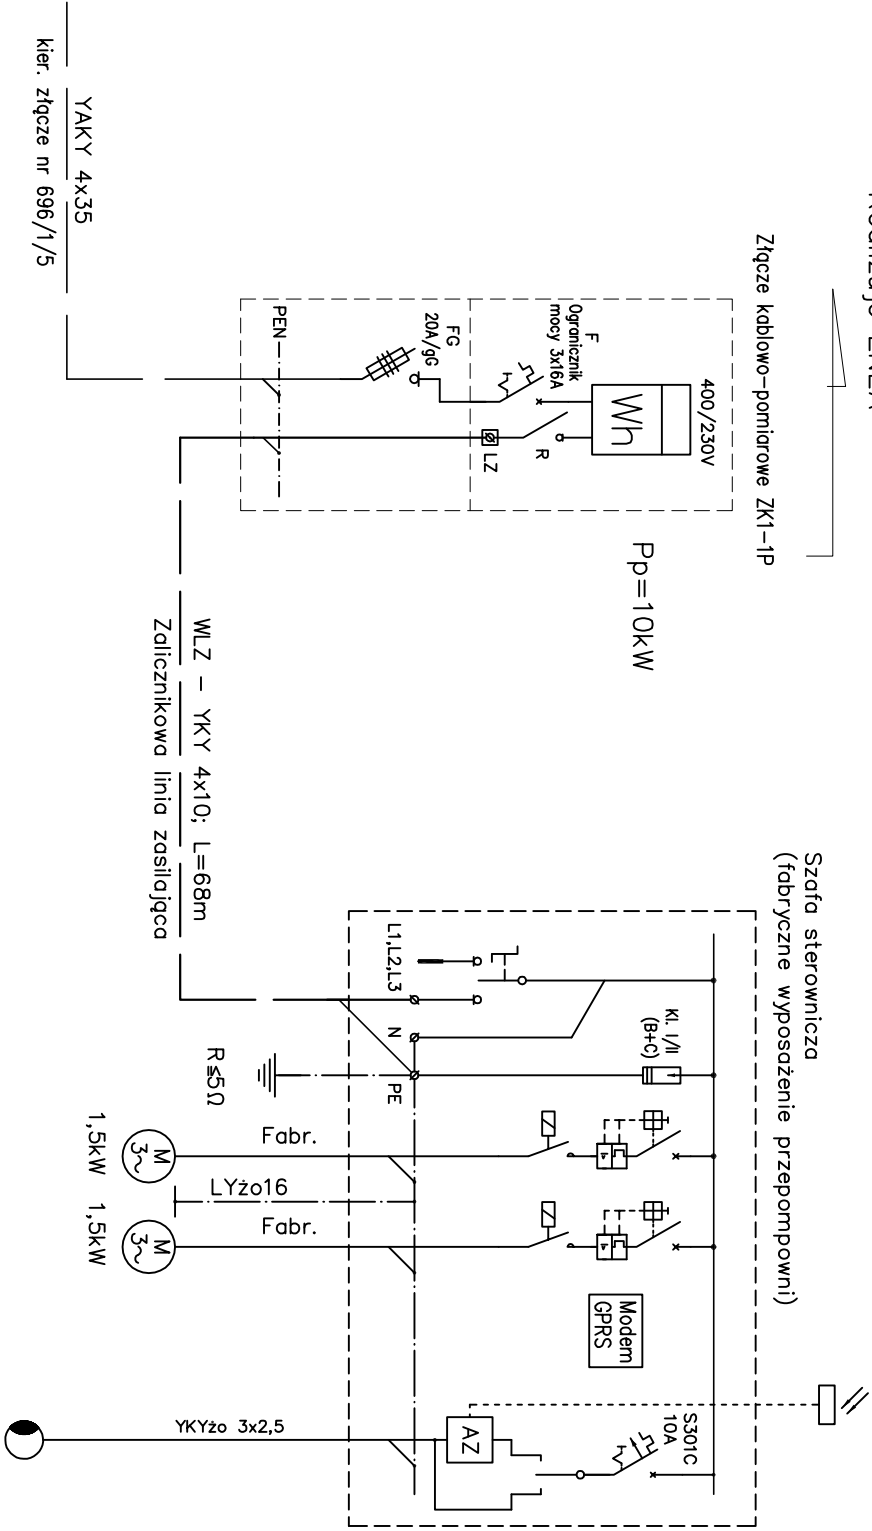 Złącze kablowo-pomiarowe ZK1-1P
400/230V
Wh
F
Ogranicznik
mocy 3x16A
R
LZ
FG
20A/gG
PEN
YAKY 4x35
kier. złącze nr 696/1/5
Pp=10kW
WLZ - YKY 4x10; L=68m
Zalicznikowa linia zasilająca
Szafa sterownicza
(fabryczne wyposażenie przepompowni)
L1,L2,L3
N
PE
Kl. I/II
(B+C)
R≤5Ω
Fabr.
LYżo16
Fabr.
M
3~
1,5kW
M
3~
1,5kW
Modem
GPRS
S301C
10A
AZ
YKYżo 3x2,5